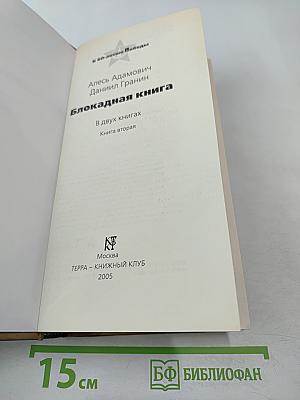 К 60-летию Победы
Алесь Адамович
Даниил Гранин
Блокадная книга
В двух книгах
Книга вторая
Москва
ТЕРРА – КНИЖНЫЙ КЛУБ
2005
15 см
БФ БИБЛИОФАН